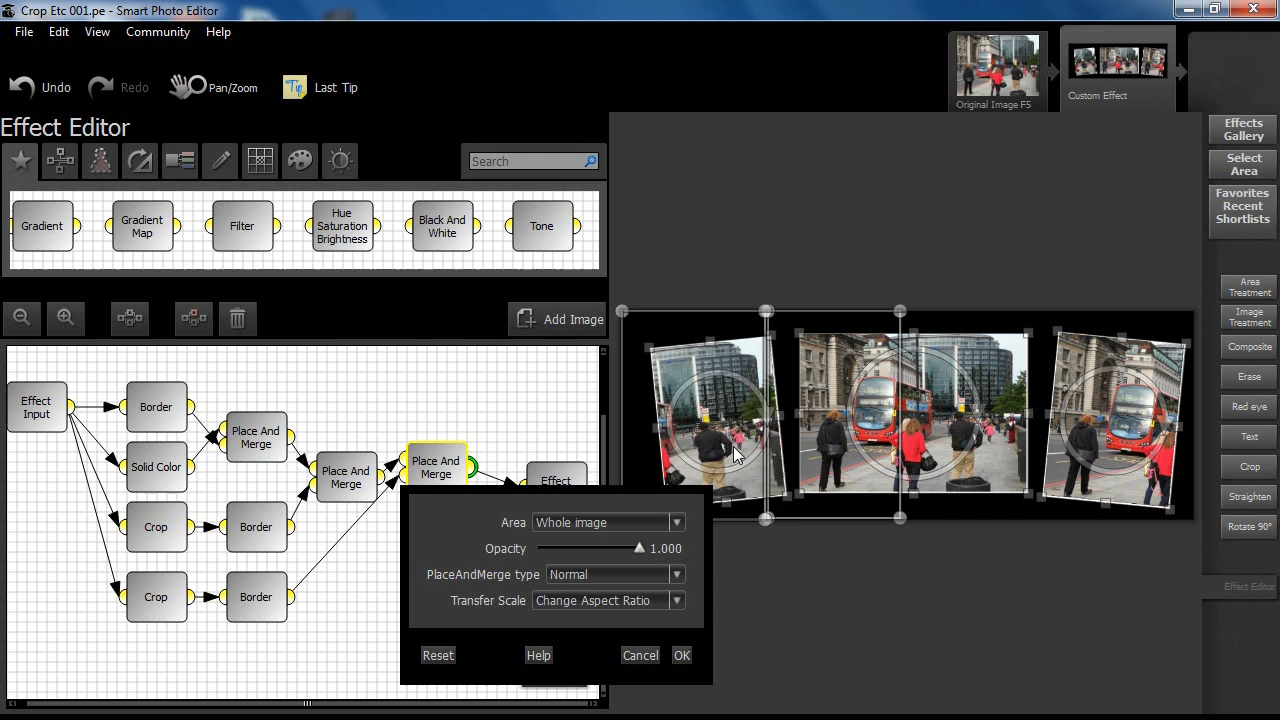 Crop Etc 001.pe - Smart Photo Editor
File Edit View Community Help
Undo Redo Pan/Zoom Tip Last Tip
Original Image F5
Custom Effect
Effect Editor
Search
Gradient
Gradient
Map
Filter
Hue
Saturation
Brightness
Black And
White
Tone
Add Image
Effect
Input
Border
Solid Color
Crop
Crop
Place And
Merge
Border
Border
Place And
Merge
Place And
Merge
Effect
Area Whole image
Opacity 1.000
PlaceAndMerge type Normal
Transfer Scale Change Aspect Ratio
Reset Help Cancel OK
Effects
Gallery
Select
Area
Favorites
Recent
Shortlists
Area
Treatment
Image
Treatment
Composite
Erase
Red eye
Text
Crop
Straighten
Rotate 90°
Effect Editor